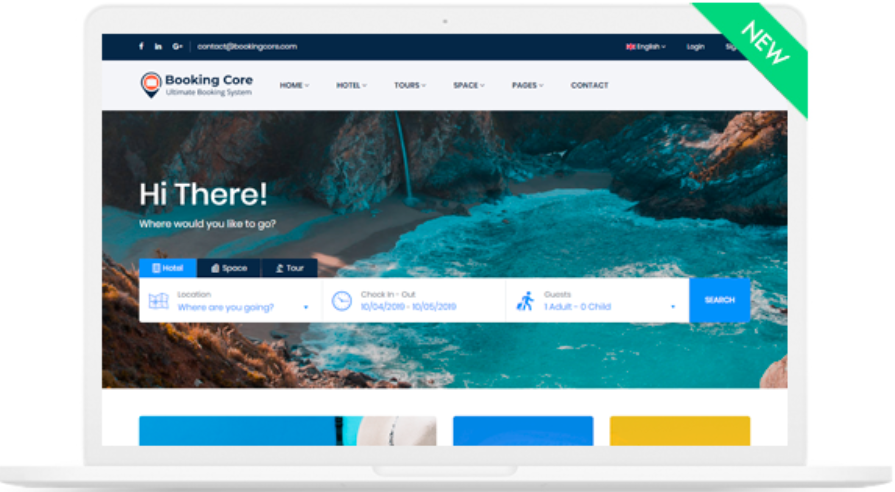 NEW
f in G+ contact@bookingcore.com English Login
Booking Core
Ultimate Booking System
HOME HOTEL TOURS SPACE PAGES CONTACT
Hi There!
Where would you like to go?
Hotel Space Tour
Location Check In - Out Guests
Where are you going? 10/04/2019 - 10/05/2019 1 Adult - 0 Child SEARCH